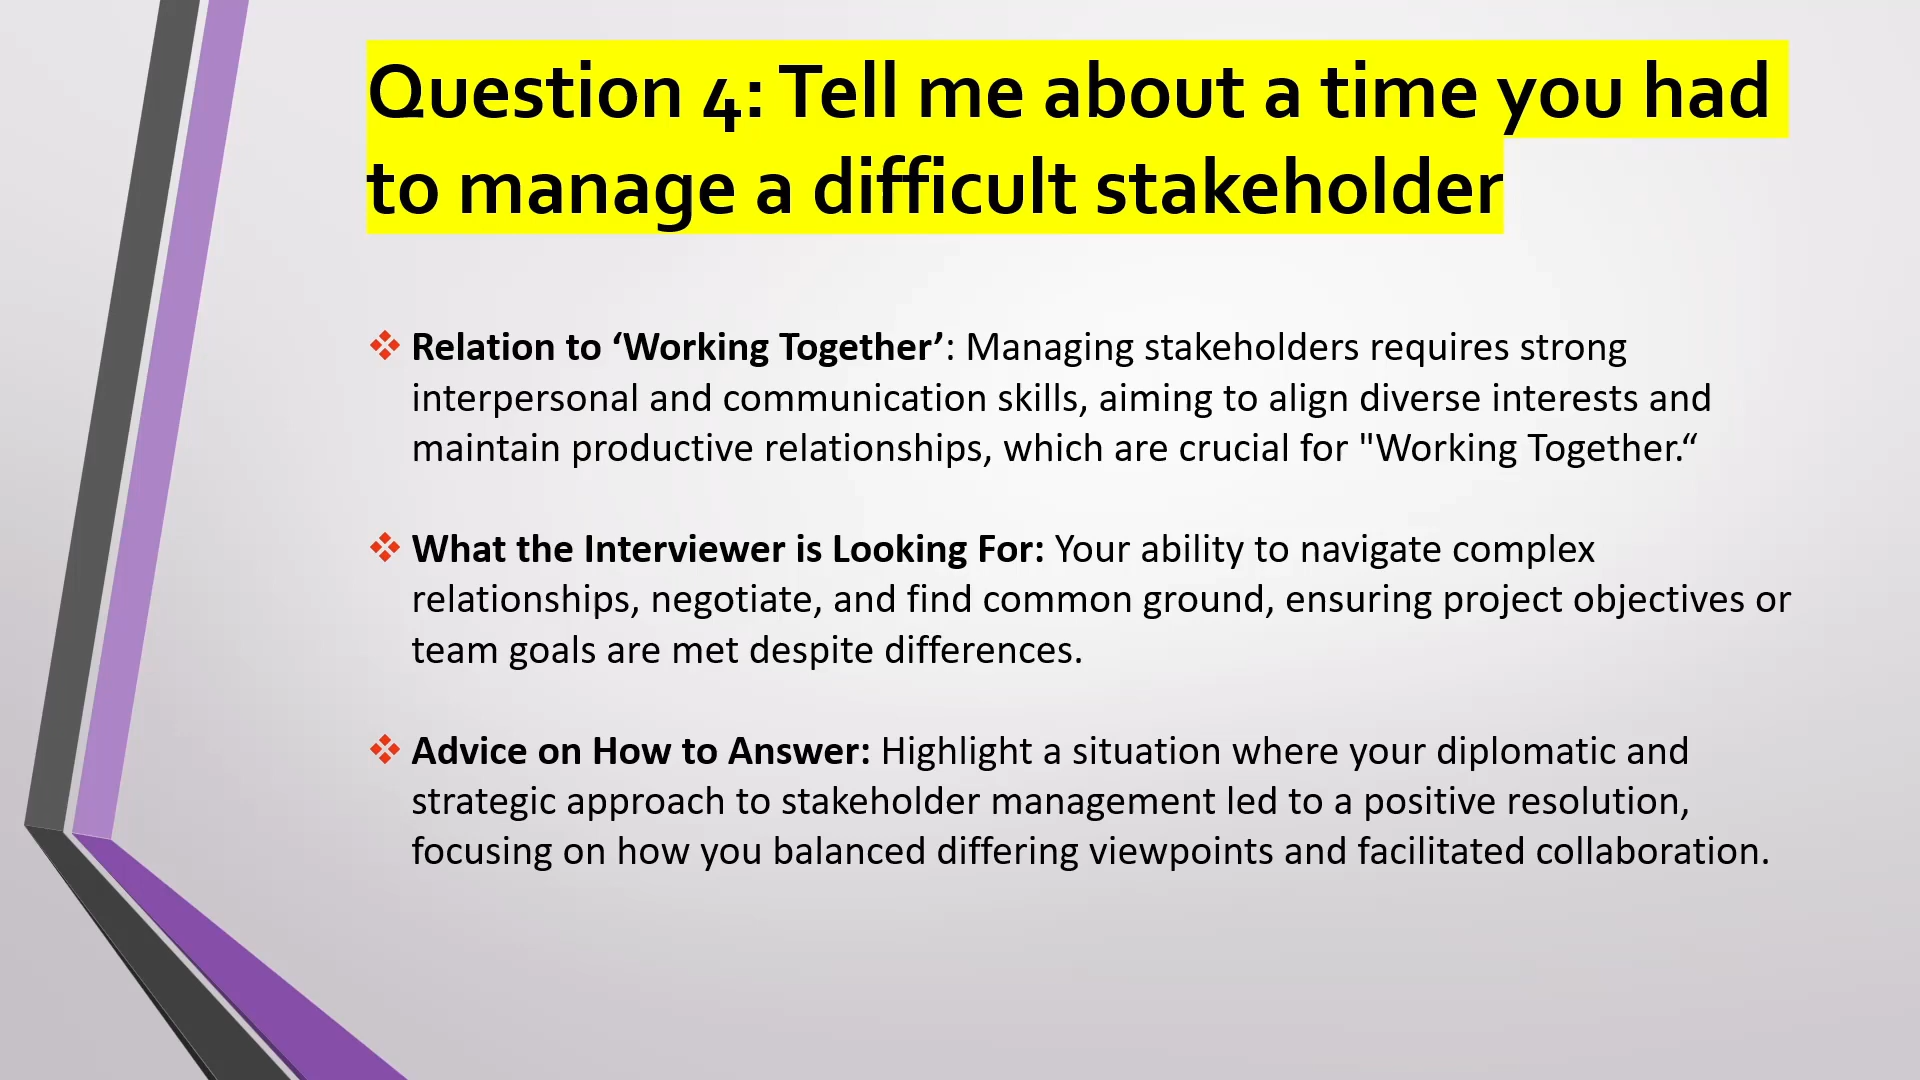 Question 4: Tell me about a time you had
to manage a difficult stakeholder
Relation to ‘Working Together’: Managing stakeholders requires strong
interpersonal and communication skills, aiming to align diverse interests and
maintain productive relationships, which are crucial for "Working Together.“
What the Interviewer is Looking For: Your ability to navigate complex
relationships, negotiate, and find common ground, ensuring project objectives or
team goals are met despite differences.
Advice on How to Answer: Highlight a situation where your diplomatic and
strategic approach to stakeholder management led to a positive resolution,
focusing on how you balanced differing viewpoints and facilitated collaboration.